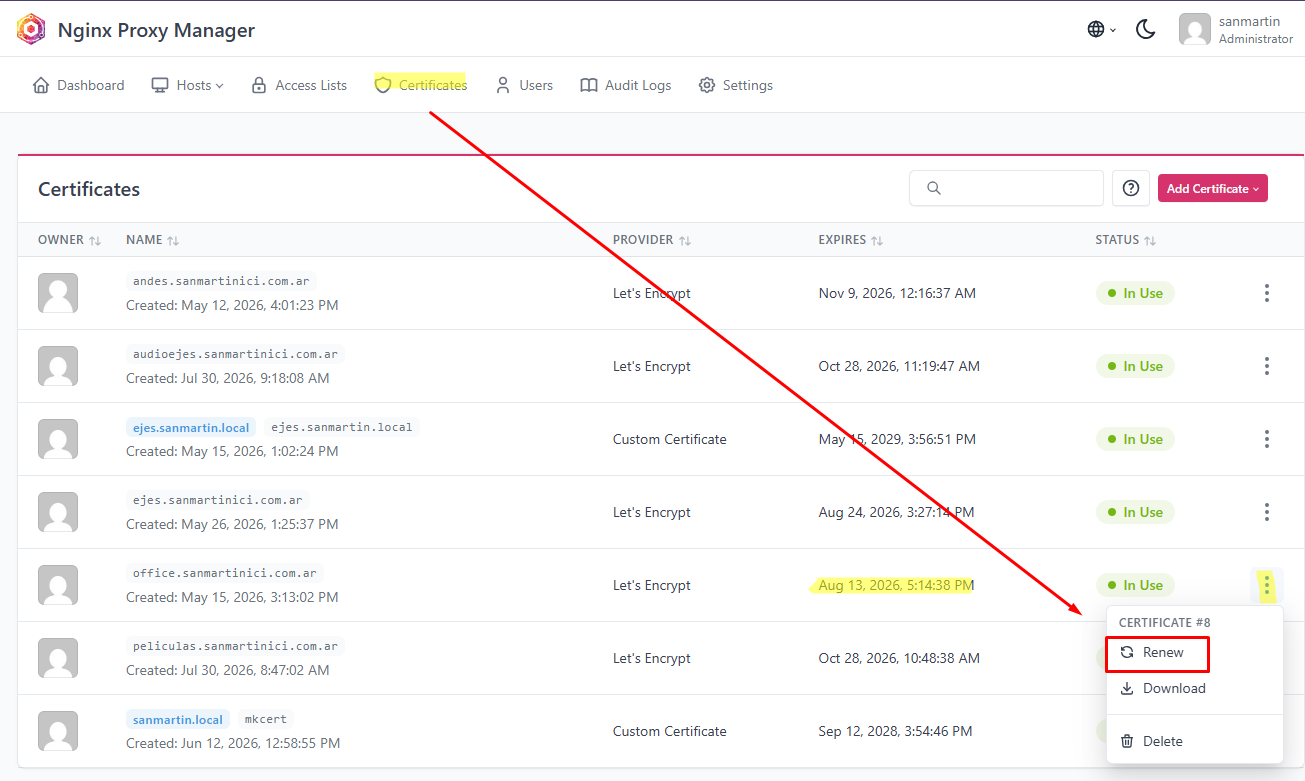 Nginx Proxy Manager
sanmartin
Administrator
Dashboard Hosts Access Lists Certificates Users Audit Logs Settings
Certificates
Add Certificate
OWNER NAME PROVIDER EXPIRES STATUS
andes.sanmartinici.com.ar
Created: May 12, 2026, 4:01:23 PM
Let's Encrypt
Nov 9, 2026, 12:16:37 AM
In Use
audioejes.sanmartinici.com.ar
Created: Jul 30, 2026, 9:18:08 AM
Let's Encrypt
Oct 28, 2026, 11:19:47 AM
In Use
ejes.sanmartin.local ejes.sanmartin.local
Created: May 15, 2026, 1:02:24 PM
Custom Certificate
May 15, 2029, 3:56:51 PM
In Use
ejes.sanmartinici.com.ar
Created: May 26, 2026, 1:25:37 PM
Let's Encrypt
Aug 24, 2026, 3:27:14 PM
In Use
office.sanmartinici.com.ar
Created: May 15, 2026, 3:13:02 PM
Let's Encrypt
Aug 13, 2026, 5:14:38 PM
In Use
CERTIFICATE #8
Renew
Download
Delete
peliculas.sanmartinici.com.ar
Created: Jul 30, 2026, 8:47:02 AM
Let's Encrypt
Oct 28, 2026, 10:48:38 AM
sanmartin.local mkcert
Created: Jun 12, 2026, 12:58:55 PM
Custom Certificate
Sep 12, 2028, 3:54:46 PM